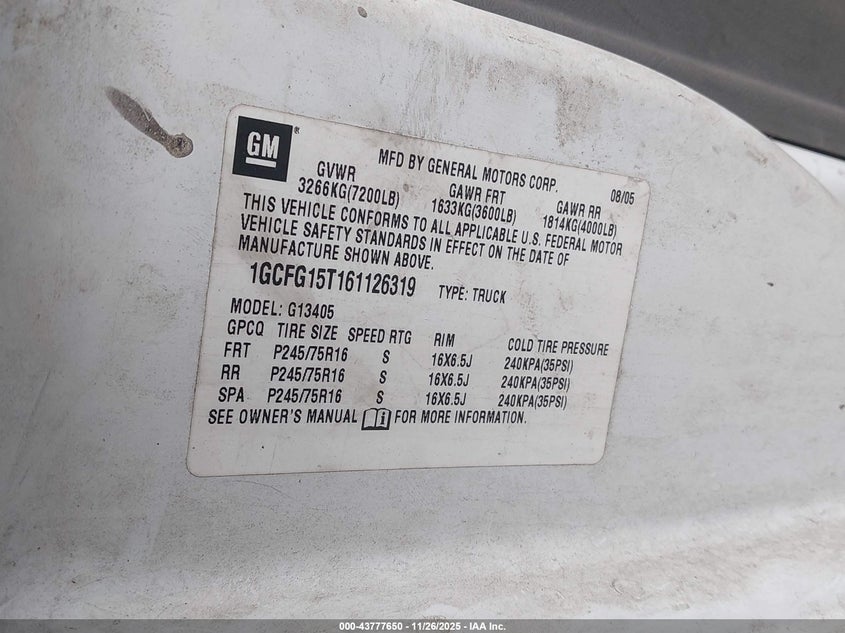 GM ®
MFD BY GENERAL MOTORS CORP. 08/05
GVWR GAWR FRT GAWR RR
3266KG(7200LB) 1633KG(3600LB) 1814KG(4000LB)
THIS VEHICLE CONFORMS TO ALL APPLICABLE U.S. FEDERAL MOTOR
VEHICLE SAFETY STANDARDS IN EFFECT ON THE DATE OF
MANUFACTURE SHOWN ABOVE.
1GCFG15T161126319 TYPE: TRUCK
MODEL: G13405
GPCQ TIRE SIZE SPEED RTG RIM COLD TIRE PRESSURE
FRT P245/75R16 S 16X6.5J 240KPA(35PSI)
RR P245/75R16 S 16X6.5J 240KPA(35PSI)
SPA P245/75R16 S 16X6.5J 240KPA(35PSI)
SEE OWNER'S MANUAL i FOR MORE INFORMATION.
000-43777650 - 11/26/2025 - IAA Inc.